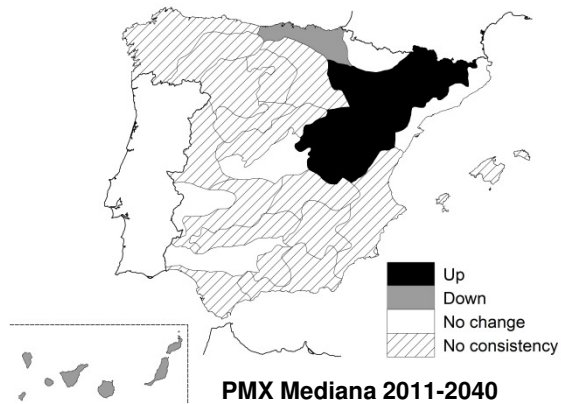 Up
Down
No change
No consistency
PMX Mediana 2011-2040